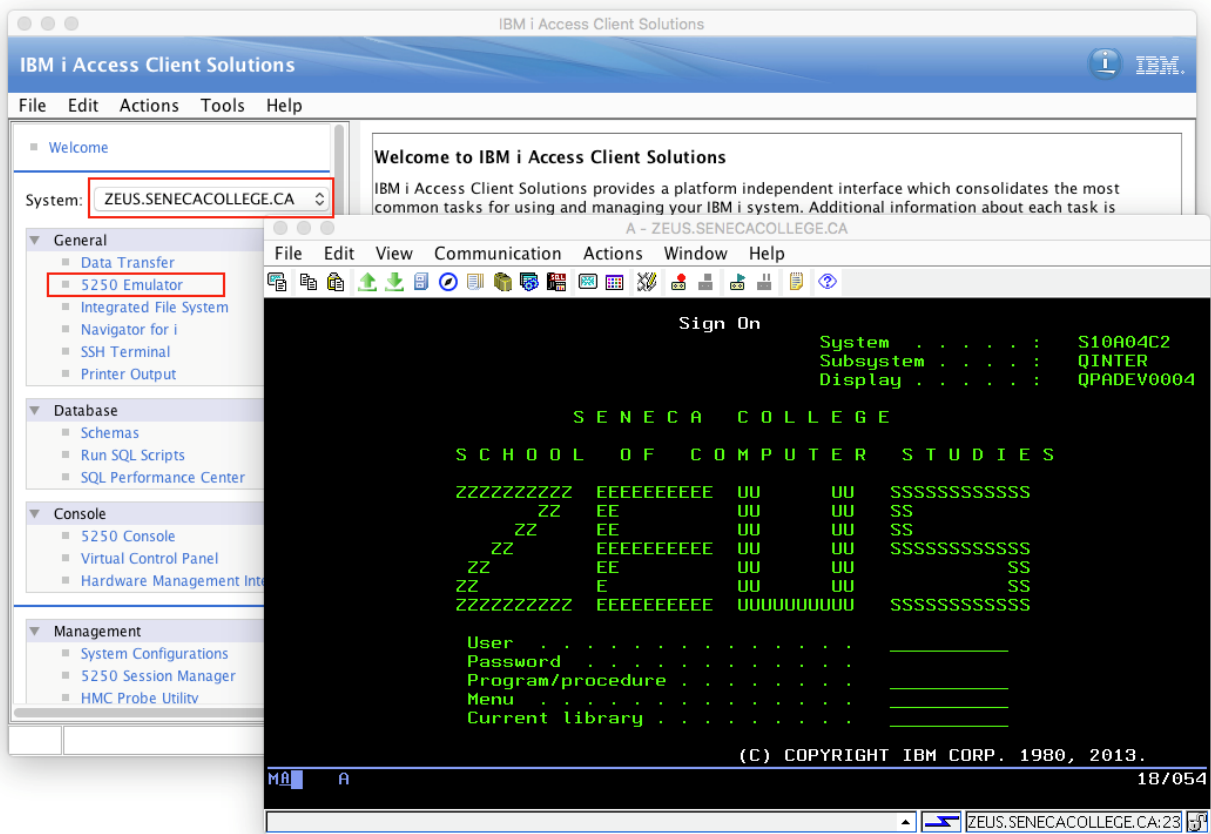 IBM i Access Client Solutions
IBM i Access Client Solutions
IBM.
File Edit Actions Tools Help
Welcome
System: ZEUS.SENECACOLLEGE.CA
General
Data Transfer
5250 Emulator
Integrated File System
Navigator for i
SSH Terminal
Printer Output
Database
Schemas
Run SQL Scripts
SQL Performance Center
Console
5250 Console
Virtual Control Panel
Hardware Management Inte
Management
System Configurations
5250 Session Manager
HMC Probe Utility
Welcome to IBM i Access Client Solutions
IBM i Access Client Solutions provides a platform independent interface which consolidates the most
common tasks for using and managing your IBM i system. Additional information about each task is
A - ZEUS.SENECACOLLEGE.CA
File Edit View Communication Actions Window Help
Sign On
System . . . . . : S10A04C2
Subsystem . . . . : QINTER
Display . . . . . : QPADEV0004
S E N E C A C O L L E G E
S C H O O L O F C O M P U T E R S T U D I E S
ZZZZZZZZZZ EEEEEEEEEE UU UU SSSSSSSSSSSS
ZZ EE UU UU SS
ZZ EE UU UU SS
ZZ EEEEEEEEEE UU UU SSSSSSSSSSSS
ZZ EE UU UU SS
ZZ E UU UU SS
ZZZZZZZZZZ EEEEEEEEEE UUUUUUUUUU SSSSSSSSSSSS
User . . . . . . . . . . . . . .
Password . . . . . . . . . . . .
Program/procedure . . . . . . . .
Menu . . . . . . . . . . . . . .
Current library . . . . . . . . .
(C) COPYRIGHT IBM CORP. 1980, 2013.
MA A 18/054
ZEUS.SENECACOLLEGE.CA:23